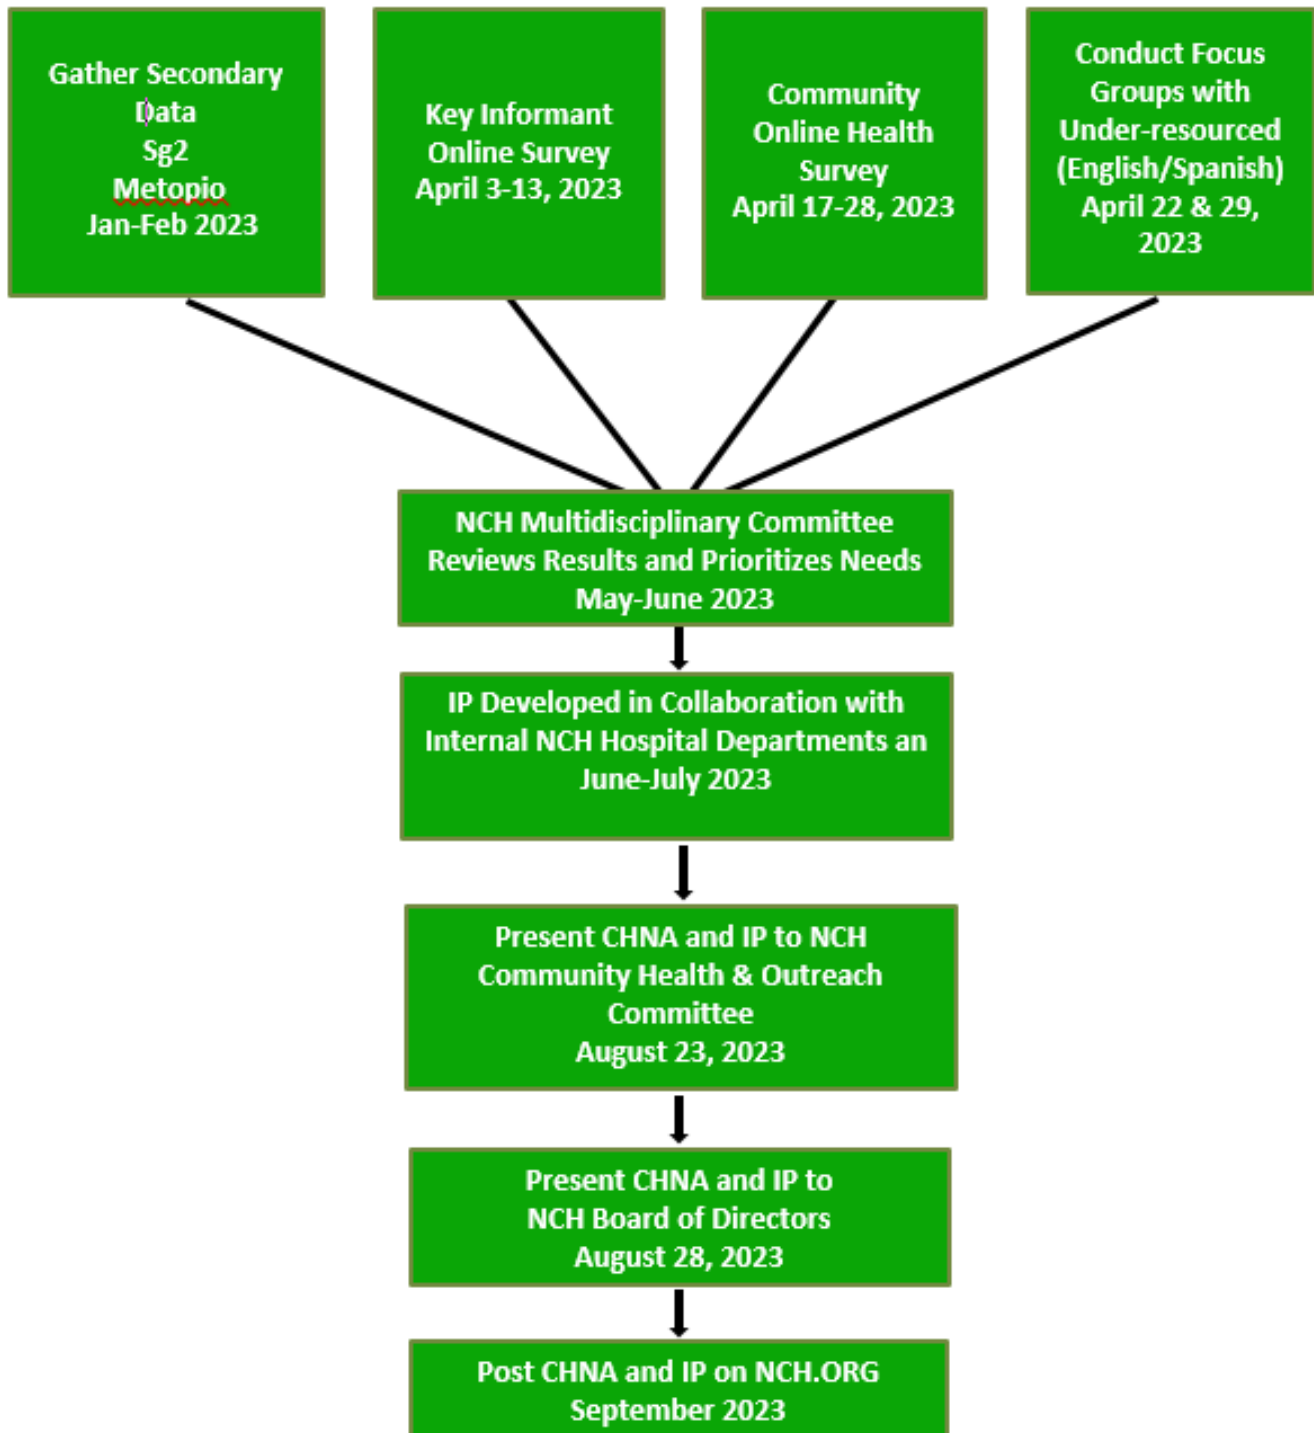 Gather Secondary
Data
Sg2
Metopio
Jan-Feb 2023
Key Informant
Online Survey
April 3-13, 2023
Community
Online Health
Survey
April 17-28, 2023
Conduct Focus
Groups with
Under-resourced
(English/Spanish)
April 22 & 29,
2023
NCH Multidisciplinary Committee
Reviews Results and Prioritizes Needs
May-June 2023
IP Developed in Collaboration with
Internal NCH Hospital Departments an
June-July 2023
Present CHNA and IP to NCH
Community Health & Outreach
Committee
August 23, 2023
Present CHNA and IP to
NCH Board of Directors
August 28, 2023
Post CHNA and IP on NCH.ORG
September 2023